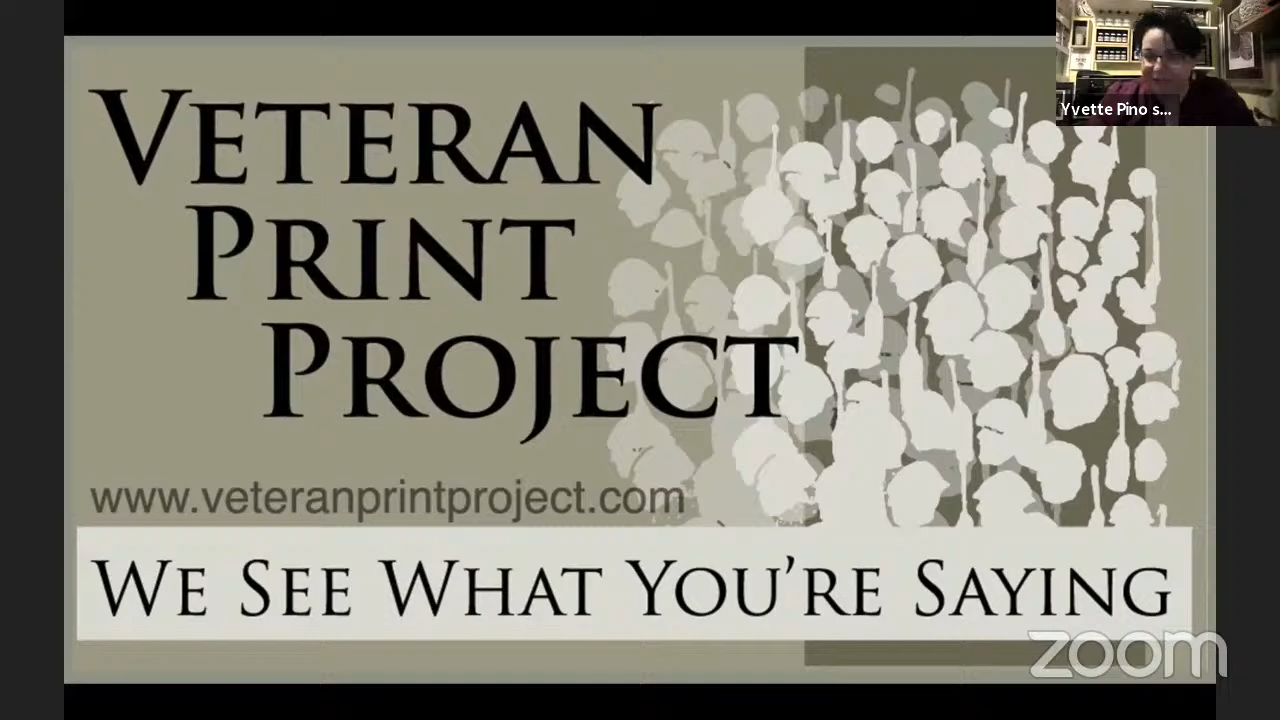 Yvette Pino s...
VETERAN
PRINT
PROJECT
www.veteranprintproject.com
WE SEE WHAT YOU'RE SAYING
zoom